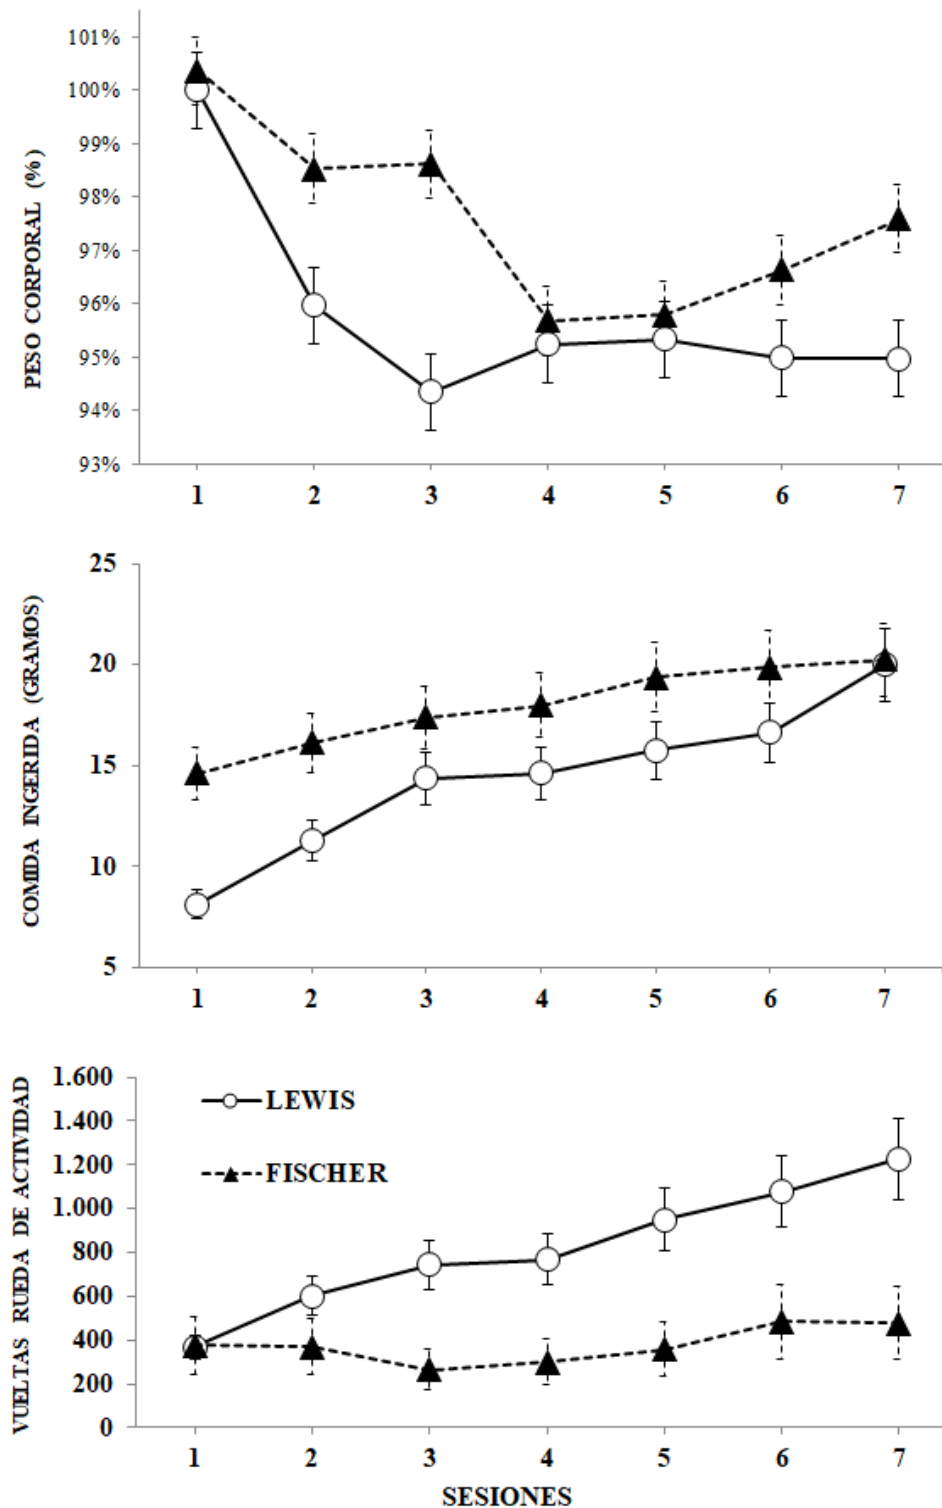 PESO CORPORAL (%)
101%
100%
99%
98%
97%
96%
95%
94%
93%
1 2 3 4 5 6 7
COMIDA INGERIDA (GRAMOS)
25
20
15
10
5
1 2 3 4 5 6 7
VUELTAS RUEDA DE ACTIVIDAD
1.600
1.400
1.200
1.000
800
600
400
200
0
LEWIS
FISCHER
1 2 3 4 5 6 7
SESIONES